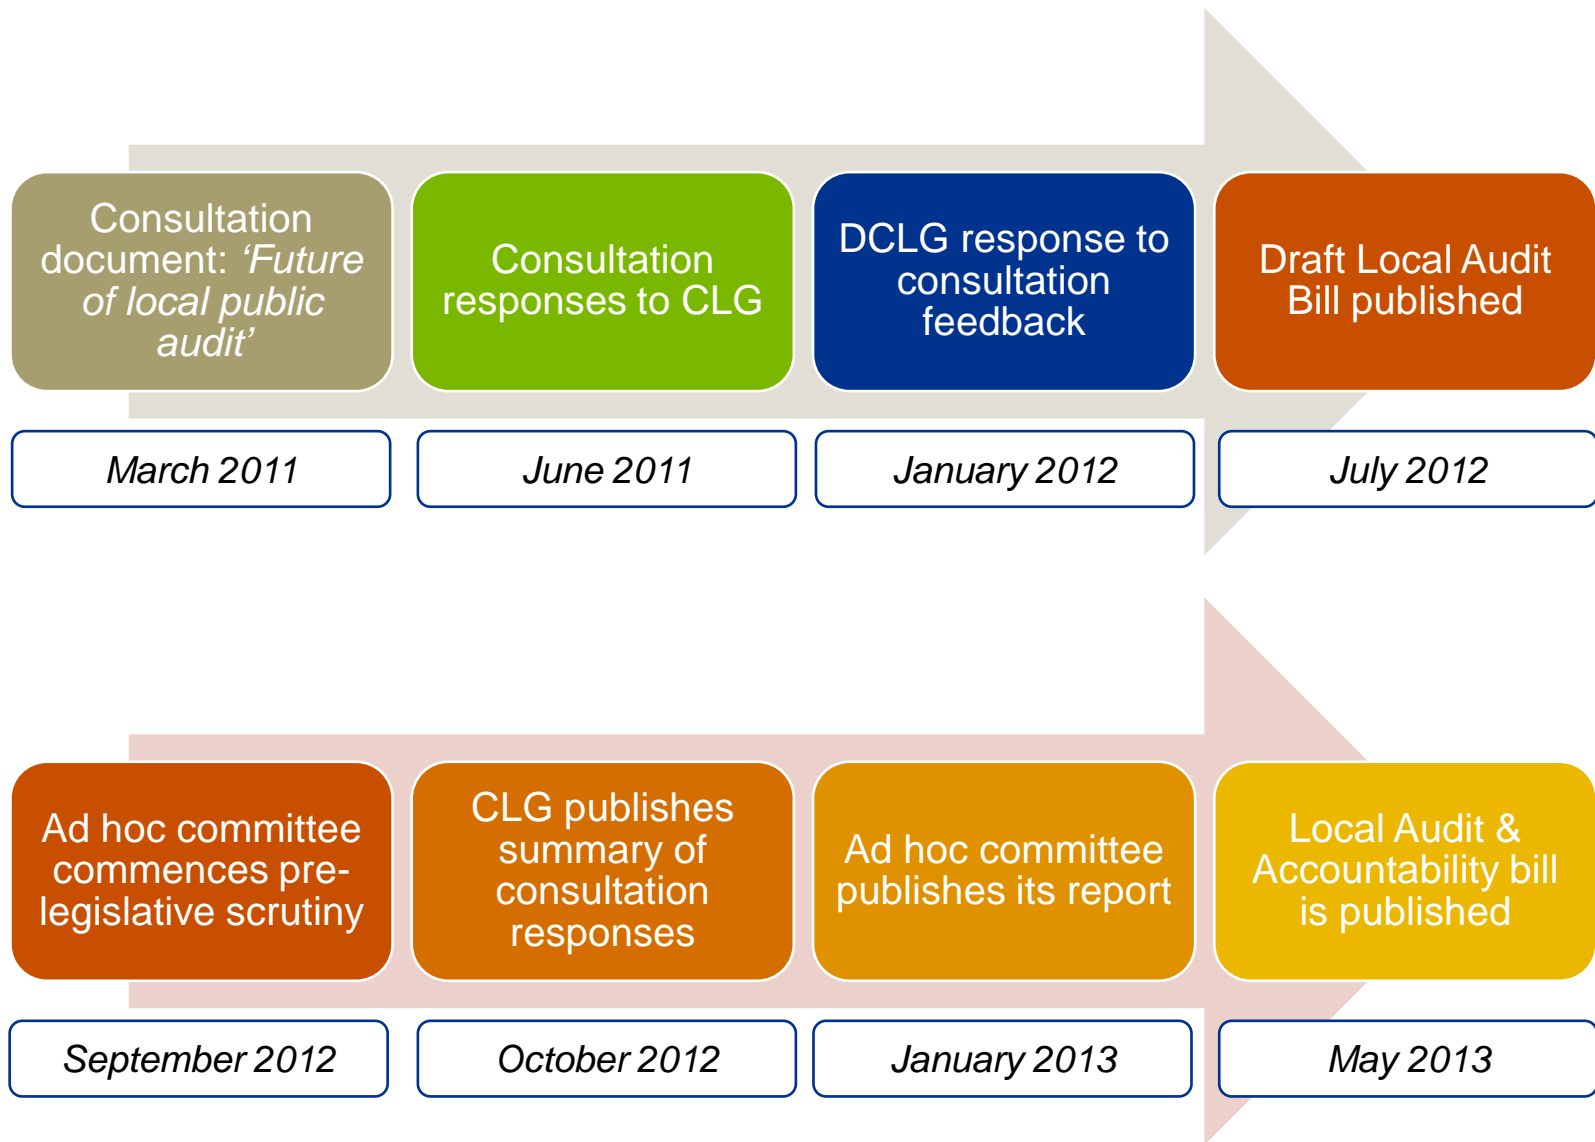 Consultation
document: ‘Future
of local public
audit’
Consultation
responses to CLG
DCLG response to
consultation
feedback
Draft Local Audit
Bill published
March 2011
June 2011
January 2012
July 2012
Ad hoc committee
commences pre-
legislative scrutiny
CLG publishes
summary of
consultation
responses
Ad hoc committee
publishes its report
Local Audit &
Accountability bill
is published
September 2012
October 2012
January 2013
May 2013